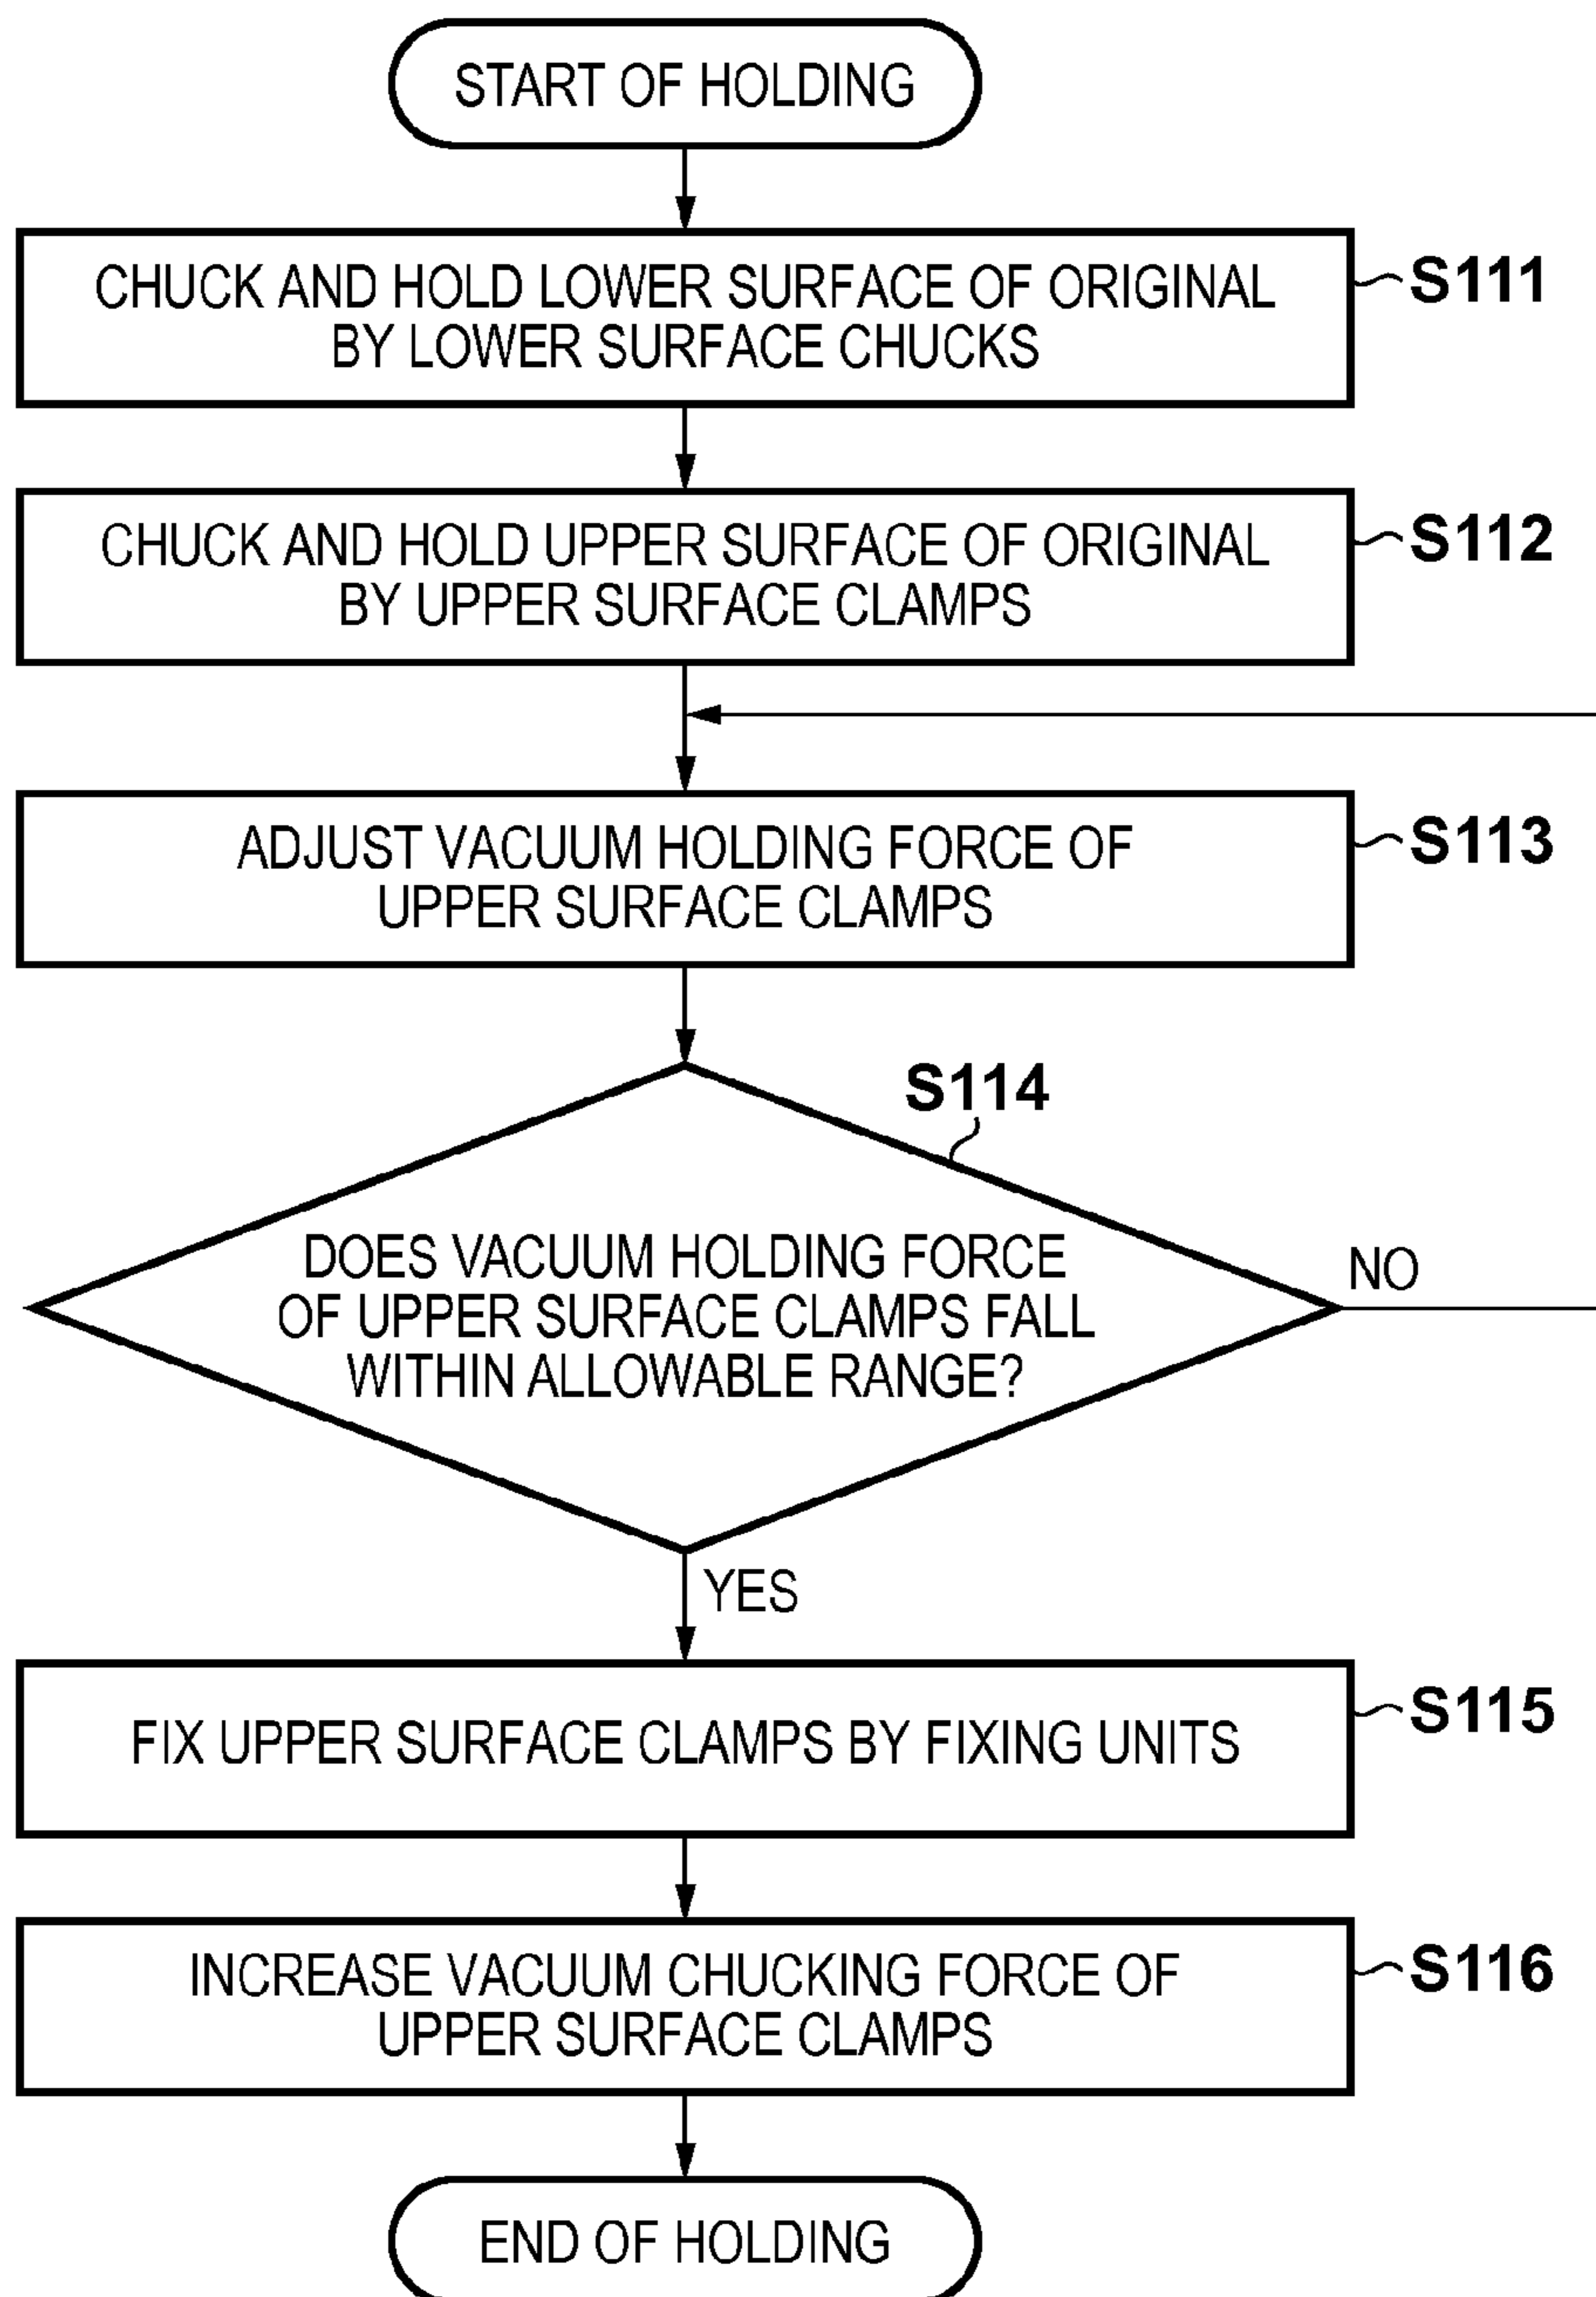 START OF HOLDING
CHUCK AND HOLD LOWER SURFACE OF ORIGINAL
BY LOWER SURFACE CHUCKS
S111
CHUCK AND HOLD UPPER SURFACE OF ORIGINAL
BY UPPER SURFACE CLAMPS
S112
ADJUST VACUUM HOLDING FORCE OF
UPPER SURFACE CLAMPS
S113
S114
DOES VACUUM HOLDING FORCE
OF UPPER SURFACE CLAMPS FALL
WITHIN ALLOWABLE RANGE?
NO
YES
FIX UPPER SURFACE CLAMPS BY FIXING UNITS
S115
INCREASE VACUUM CHUCKING FORCE OF
UPPER SURFACE CLAMPS
S116
END OF HOLDING